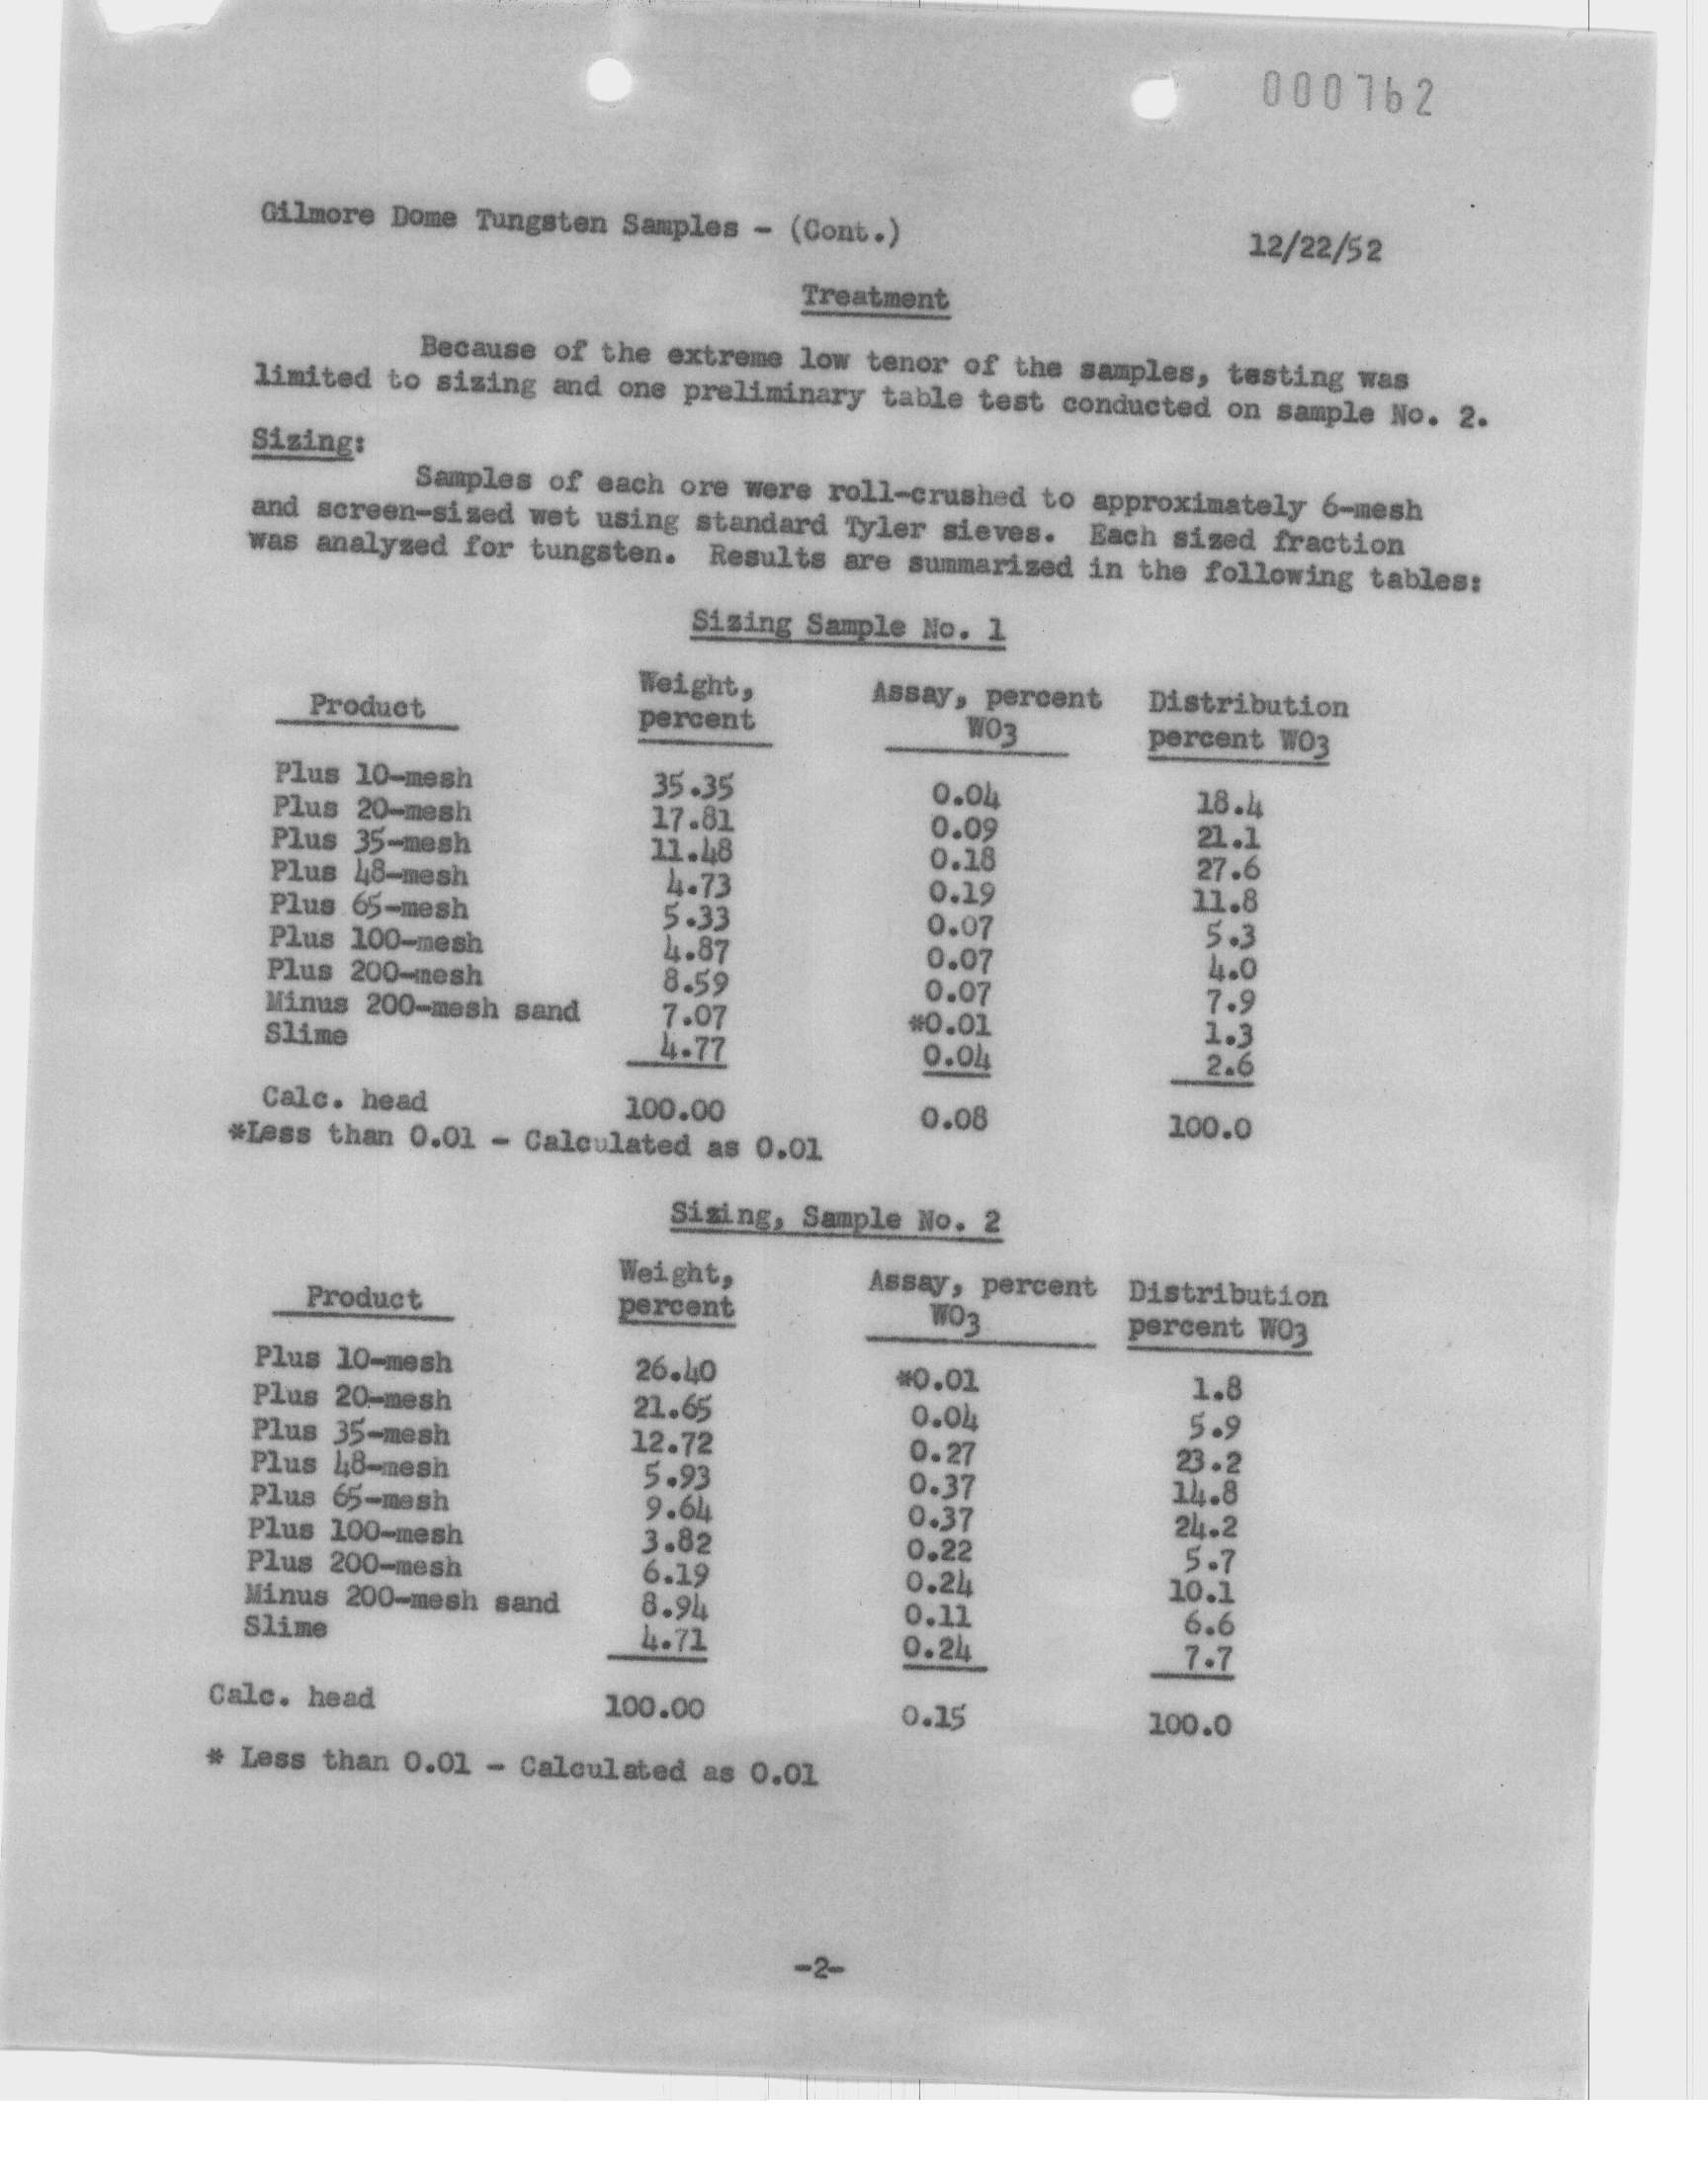 000762
Gilmore Dome Tungsten Samples - (Cont.)
12/22/52
Treatment
Because of the extreme low tenor of the samples, testing was
limited to sizing and one preliminary table test conducted on sample No. 2.
Sizing:
Samples of each ore were roll-crushed to approximately 6-mesh
and screen-sized wet using standard Tyler sieves. Each sized fraction
was analyzed for tungsten. Results are summarized in the following tables:
Sizing Sample No. 1
Product Weight, percent Assay, percent WO3 Distribution percent WO3
Plus 10-mesh 35.35 0.04 18.4
Plus 20-mesh 17.81 0.09 21.1
Plus 35-mesh 11.48 0.18 27.6
Plus 48-mesh 4.73 0.19 11.8
Plus 65-mesh 5.33 0.07 5.3
Plus 100-mesh 4.87 0.07 4.0
Plus 200-mesh 8.59 0.07 7.9
Minus 200-mesh sand 7.07 *0.01 1.3
Slime 4.77 0.04 2.6
Calc. head 100.00 0.08 100.0
*Less than 0.01 - Calculated as 0.01
Sizing, Sample No. 2
Product Weight, percent Assay, percent WO3 Distribution percent WO3
Plus 10-mesh 26.40 *0.01 1.8
Plus 20-mesh 21.65 0.04 5.9
Plus 35-mesh 12.72 0.27 23.2
Plus 48-mesh 5.93 0.37 14.8
Plus 65-mesh 9.64 0.37 24.2
Plus 100-mesh 3.82 0.22 5.7
Plus 200-mesh 6.19 0.24 10.1
Minus 200-mesh sand 8.94 0.11 6.6
Slime 4.71 0.24 7.7
Calc. head 100.00 0.15 100.0
* Less than 0.01 - Calculated as 0.01
-2-